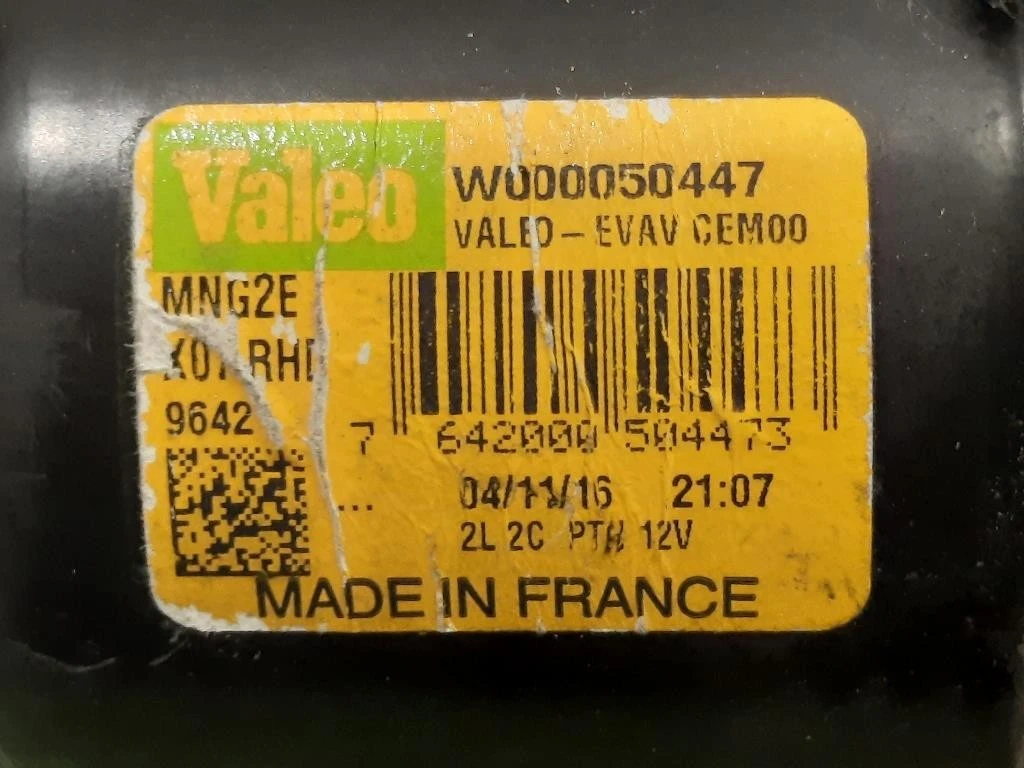 Valeo
W000050447
VALEO - EVAV CEM00
MNG2E
9642
7 642000 504473
... 04/11/16 21:07
2L 2C PTR 12V
MADE IN FRANCE